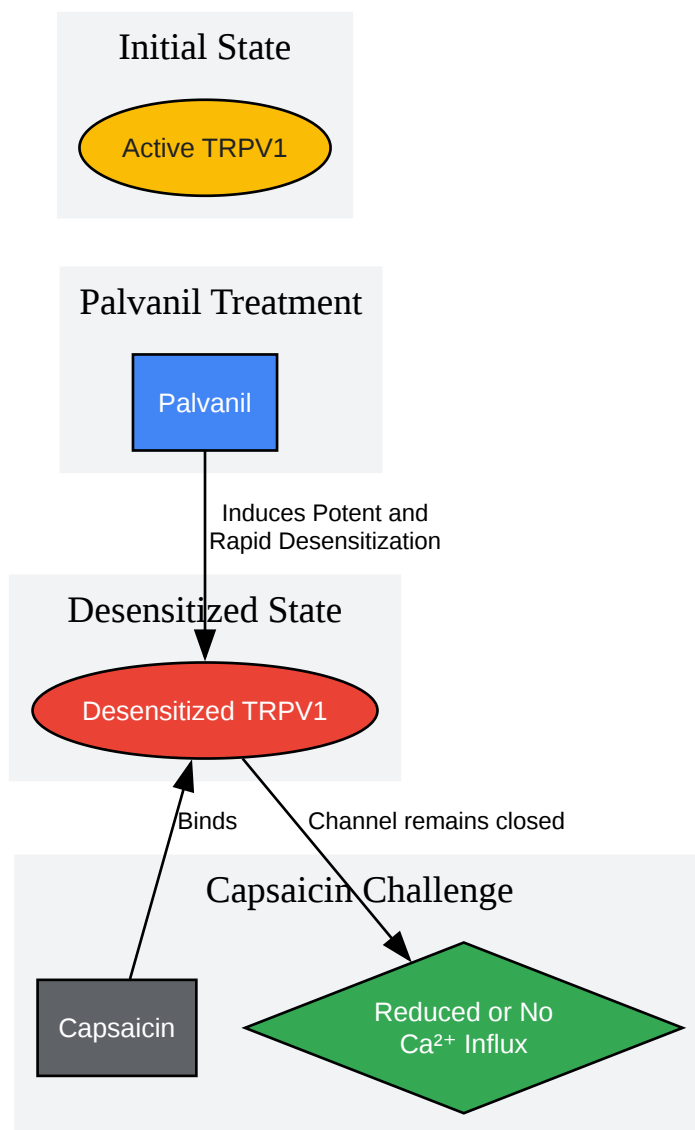 Initial State
Active TRPV1
Palvanil Treatment
Palvanil
Induces Potent and
Rapid Desensitization
Desensitized State
Desensitized TRPV1
Binds
Channel remains closed
Capsaicin Challenge
Capsaicin
Reduced or No
Ca²⁺ Influx